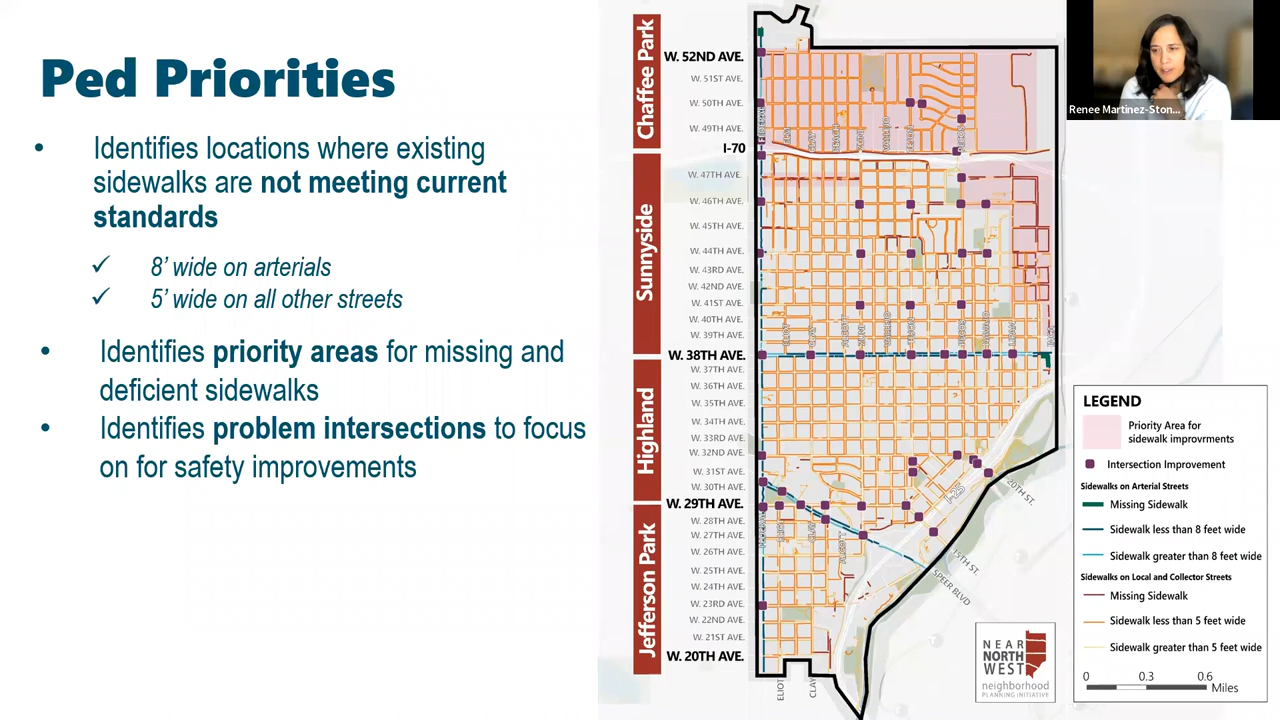 Ped Priorities
• Identifies locations where existing
sidewalks are not meeting current
standards
✓ 8’ wide on arterials
✓ 5’ wide on all other streets
• Identifies priority areas for missing and
deficient sidewalks
• Identifies problem intersections to focus
on for safety improvements
Chaffee Park
Sunnyside
Highland
Jefferson Park
W. 52ND AVE.
W. 51ST AVE.
W. 50TH AVE.
W. 49TH AVE.
I-70
W. 47TH AVE.
W. 46TH AVE.
W. 45TH AVE.
W. 44TH AVE.
W. 43RD AVE.
W. 42ND AVE.
W. 41ST AVE.
W. 40TH AVE.
W. 39TH AVE.
W. 38TH AVE.
W. 37TH AVE.
W. 36TH AVE.
W. 35TH AVE.
W. 34TH AVE.
W. 33RD AVE.
W. 32ND AVE.
W. 31ST AVE.
W. 30TH AVE.
W. 29TH AVE.
W. 28TH AVE.
W. 27TH AVE.
W. 26TH AVE.
W. 25TH AVE.
W. 24TH AVE.
W. 23RD AVE.
W. 22ND AVE.
W. 21ST AVE.
W. 20TH AVE.
ELIOT
CLAY
I-25
20TH ST.
15TH ST.
SPEER BLVD
Renee Martinez-Ston...
LEGEND
Priority Area for
sidewalk improvrments
Intersection Improvement
Sidewalks on Arterial Streets
Missing Sidewalk
Sidewalk less than 8 feet wide
Sidewalk greater than 8 feet wide
Sidewalks on Local and Collector Streets
Missing Sidewalk
Sidewalk less than 5 feet wide
Sidewalk greater than 5 feet wide
0 0.3 0.6
Miles
NEAR
NORTH
WEST
neighborhood
PLANNING INITIATIVE